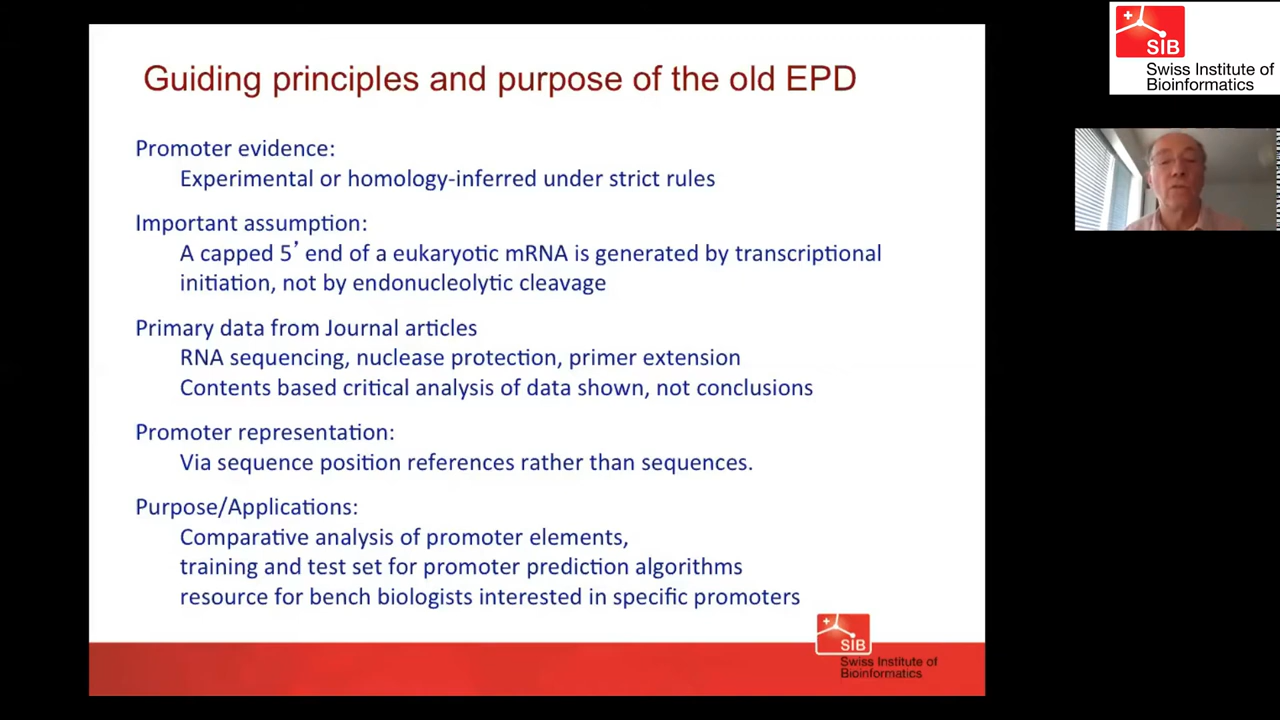 Guiding principles and purpose of the old EPD
Promoter evidence:
Experimental or homology-inferred under strict rules
Important assumption:
A capped 5’ end of a eukaryotic mRNA is generated by transcriptional
initiation, not by endonucleolytic cleavage
Primary data from Journal articles
RNA sequencing, nuclease protection, primer extension
Contents based critical analysis of data shown, not conclusions
Promoter representation:
Via sequence position references rather than sequences.
Purpose/Applications:
Comparative analysis of promoter elements,
training and test set for promoter prediction algorithms
resource for bench biologists interested in specific promoters
SIB
Swiss Institute of
Bioinformatics
SIB
Swiss Institute of
Bioinformatics